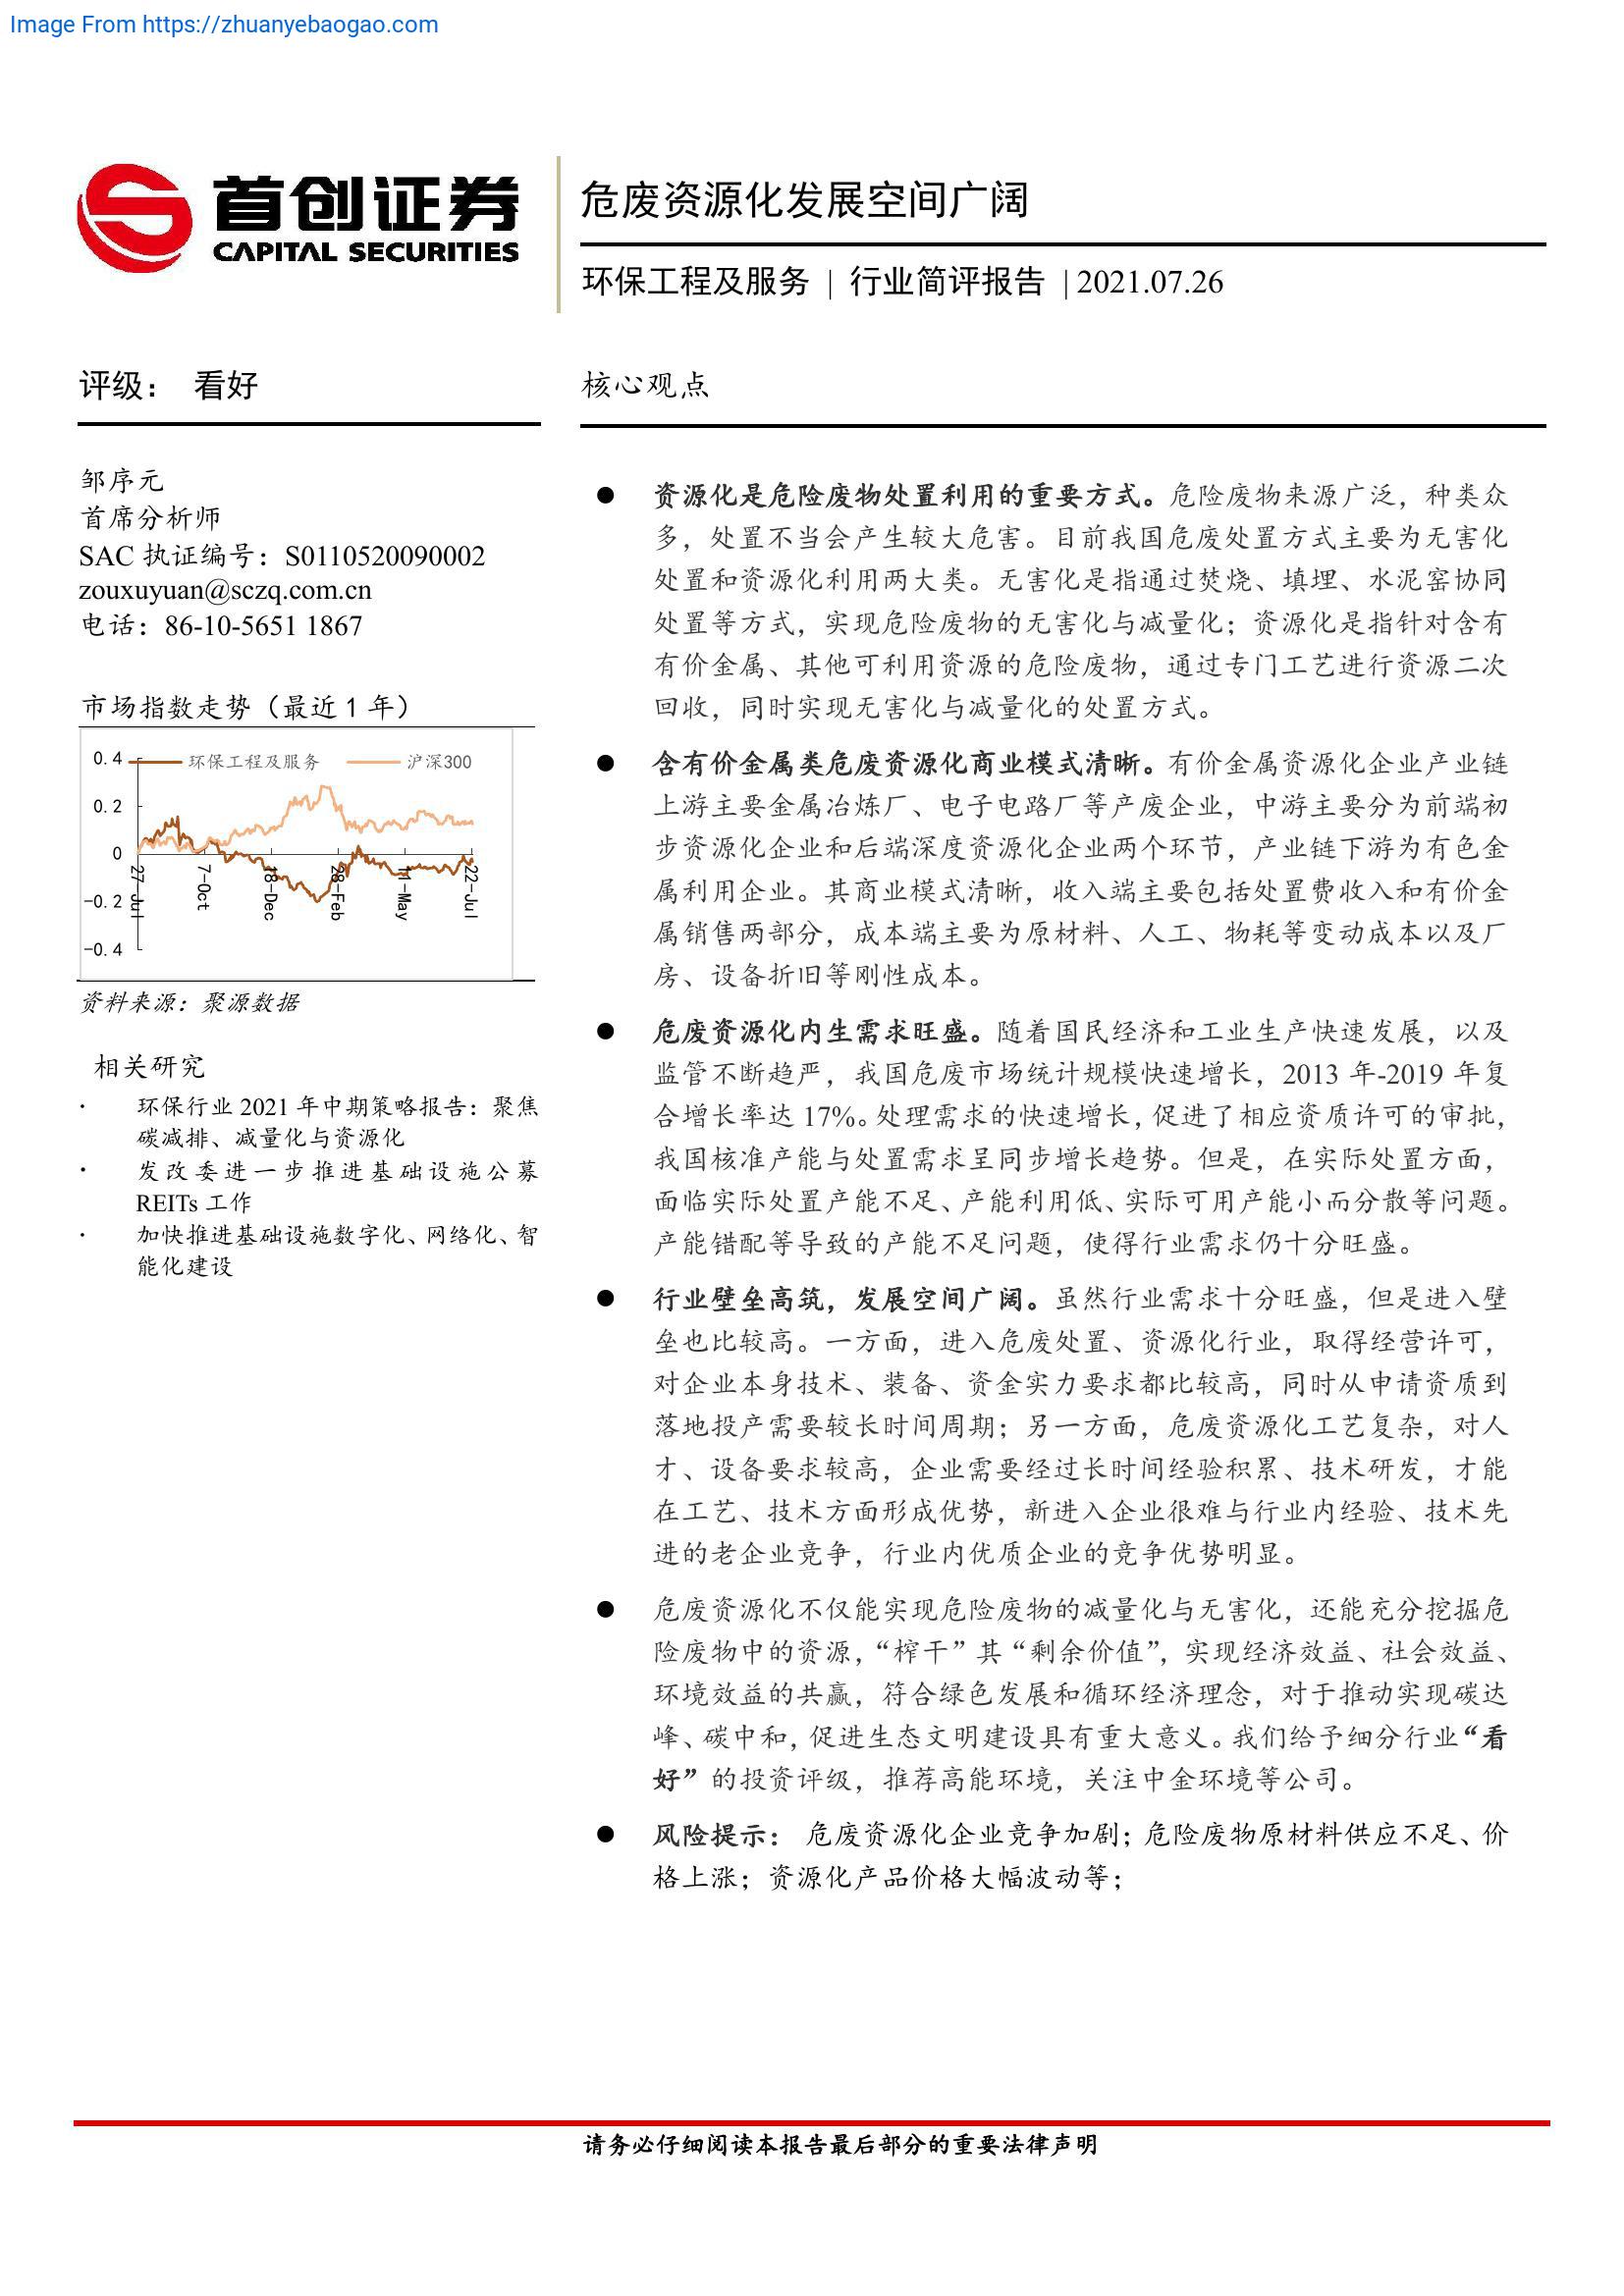 Image From https://zhuanyebaogao.com
首创证券
CAPITAL SECURITIES
危废资源化发展空间广阔
环保工程及服务 | 行业简评报告 | 2021.07.26
评级： 看好
邹序元
首席分析师
SAC 执证编号：S0110520090002
zouxuyuan@sczq.com.cn
电话：86-10-5651 1867
市场指数走势（最近 1 年）
环保工程及服务 沪深300
0.4
0.2
0
-0.2
-0.4
27-Jul
7-Oct
18-Dec
28-Feb
11-May
22-Jul
资料来源：聚源数据
相关研究
· 环保行业 2021 年中期策略报告：聚焦
碳减排、减量化与资源化
· 发改委进一步推进基础设施公募
REITs 工作
· 加快推进基础设施数字化、网络化、智
能化建设
核心观点
● 资源化是危险废物处置利用的重要方式。危险废物来源广泛，种类众
多，处置不当会产生较大危害。目前我国危废处置方式主要为无害化
处置和资源化利用两大类。无害化是指通过焚烧、填埋、水泥窑协同
处置等方式，实现危险废物的无害化与减量化；资源化是指针对含有
有价金属、其他可利用资源的危险废物，通过专门工艺进行资源二次
回收，同时实现无害化与减量化的处置方式。
● 含有价金属类危废资源化商业模式清晰。有价金属资源化企业产业链
上游主要金属冶炼厂、电子电路厂等产废企业，中游主要分为前端初
步资源化企业和后端深度资源化企业两个环节，产业链下游为有色金
属利用企业。其商业模式清晰，收入端主要包括处置费收入和有价金
属销售两部分，成本端主要为原材料、人工、物耗等变动成本以及厂
房、设备折旧等刚性成本。
● 危废资源化内生需求旺盛。随着国民经济和工业生产快速发展，以及
监管不断趋严，我国危废市场统计规模快速增长，2013 年-2019 年复
合增长率达 17%。处理需求的快速增长，促进了相应资质许可的审批，
我国核准产能与处置需求呈同步增长趋势。但是，在实际处置方面，
面临实际处置产能不足、产能利用低、实际可用产能小而分散等问题。
产能错配等导致的产能不足问题，使得行业需求仍十分旺盛。
● 行业壁垒高筑，发展空间广阔。虽然行业需求十分旺盛，但是进入壁
垒也比较高。一方面，进入危废处置、资源化行业，取得经营许可，
对企业本身技术、装备、资金实力要求都比较高，同时从申请资质到
落地投产需要较长时间周期；另一方面，危废资源化工艺复杂，对人
才、设备要求较高，企业需要经过长时间经验积累、技术研发，才能
在工艺、技术方面形成优势，新进入企业很难与行业内经验、技术先
进的老企业竞争，行业内优质企业的竞争优势明显。
● 危废资源化不仅能实现危险废物的减量化与无害化，还能充分挖掘危
险废物中的资源，“榨干”其“剩余价值”，实现经济效益、社会效益、
环境效益的共赢，符合绿色发展和循环经济理念，对于推动实现碳达
峰、碳中和，促进生态文明建设具有重大意义。我们给予细分行业“看
好”的投资评级，推荐高能环境，关注中金环境等公司。
● 风险提示： 危废资源化企业竞争加剧；危险废物原材料供应不足、价
格上涨；资源化产品价格大幅波动等；
请务必仔细阅读本报告最后部分的重要法律声明